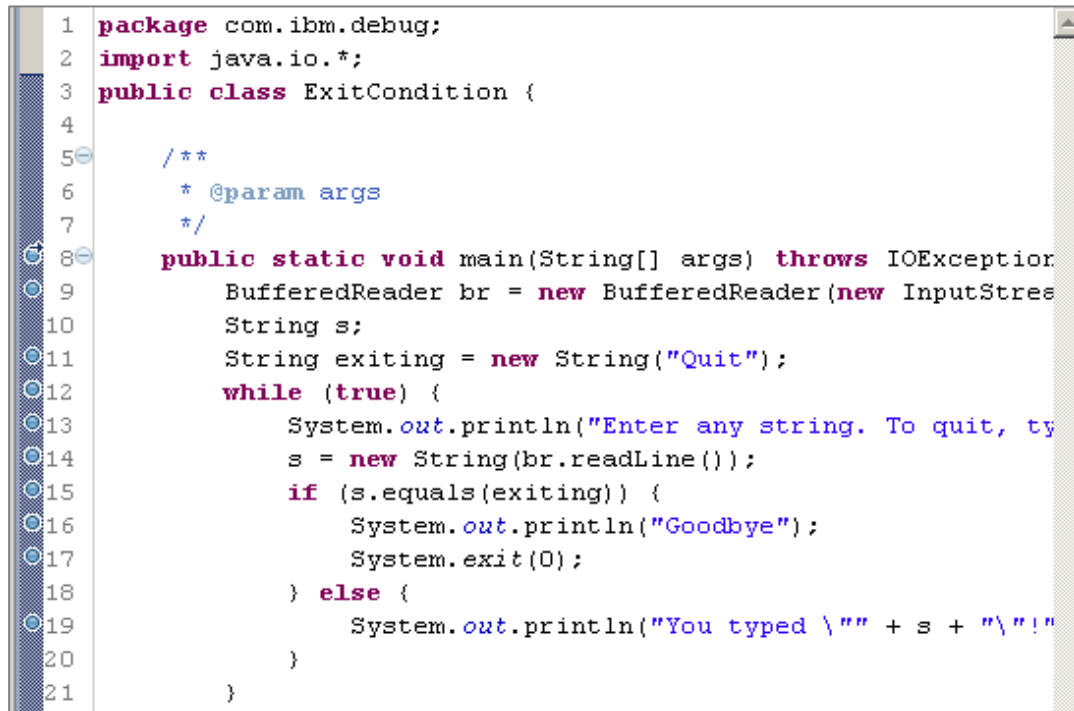 1 package com.ibm.debug;
2 import java.io.*;
3 public class ExitCondition {
4
5 /**
6 * @param args
7 */
8 public static void main(String[] args) throws IOException
9 BufferedReader br = new BufferedReader(new InputStrea
10 String s;
11 String exiting = new String("Quit");
12 while (true) {
13 System.out.println("Enter any string. To quit, ty
14 s = new String(br.readLine());
15 if (s.equals(exiting)) {
16 System.out.println("Goodbye");
17 System.exit(0);
18 } else {
19 System.out.println("You typed \"" + s + "\"!"
20 }
21 }